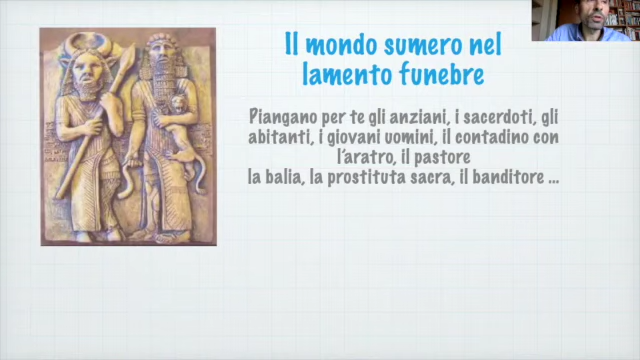 Il mondo sumero nel
lamento funebre
Piangano per te gli anziani, i sacerdoti, gli
abitanti, i giovani uomini, il contadino con
l'aratro, il pastore
la balia, la prostituta sacra, il banditore ...